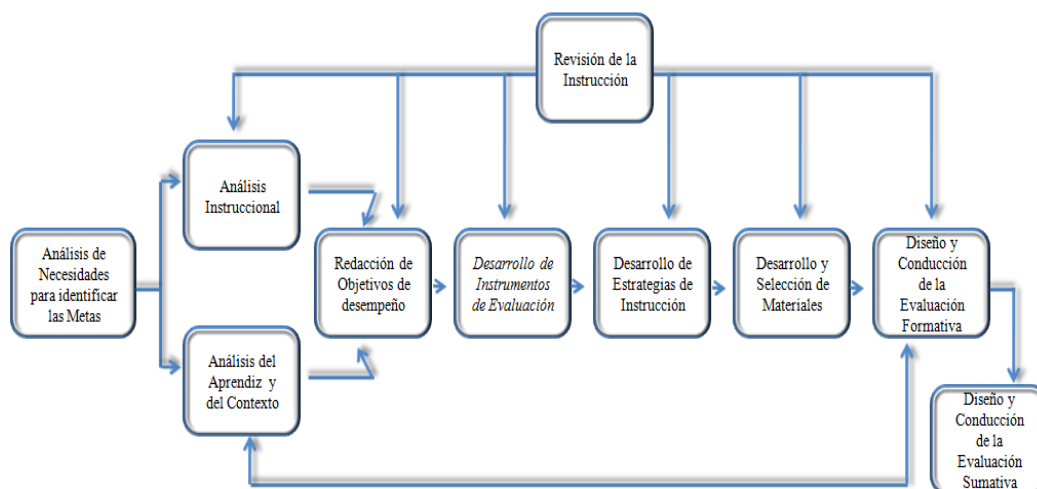 Revisión de la
Instrucción
Análisis
Instruccional
Análisis de
Necesidades
para identificar
las Metas
Redacción de
Objetivos de
desempeño
Desarrollo de
Instrumentos
de Evaluación
Desarrollo de
Estrategias de
Instrucción
Desarrollo y
Selección de
Materiales
Diseño y
Conducción
de la
Evaluación
Formativa
Análisis del
Aprendiz y
del Contexto
Diseño y
Conducción
de la
Evaluación
Sumativa